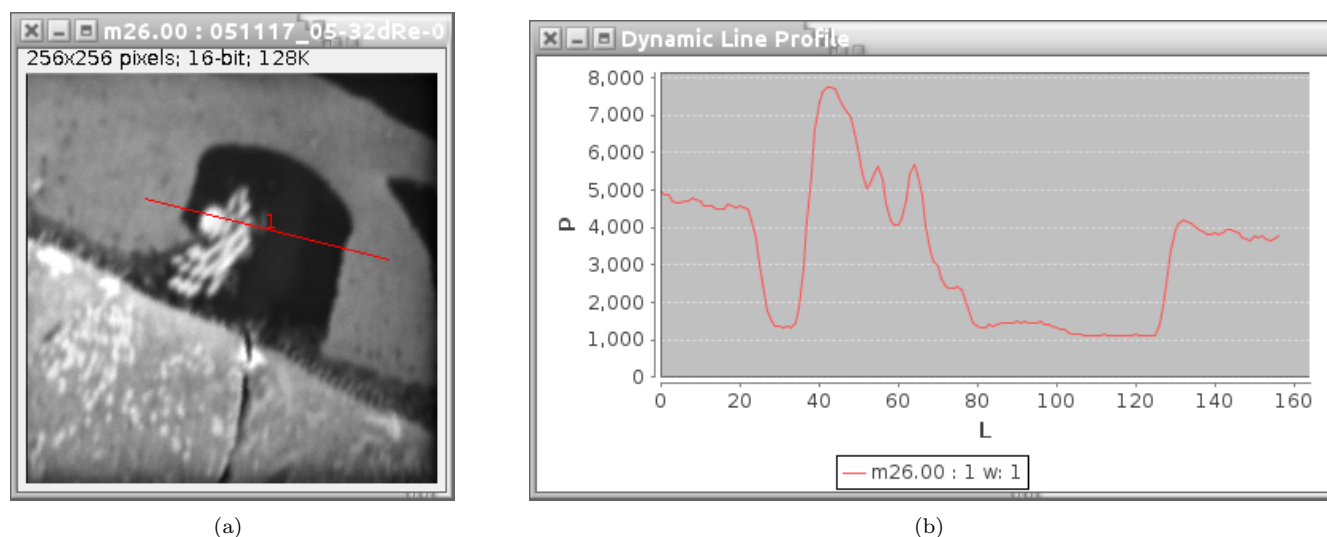 m26.00 : 051117_05-32dRe-0
256x256 pixels; 16-bit; 128K
1
(a)
Dynamic Line Profile
8,000
7,000
6,000
5,000
4,000
3,000
2,000
1,000
0
P
0 20 40 60 80 100 120 140 160
L
m26.00 : 1 w: 1
(b)